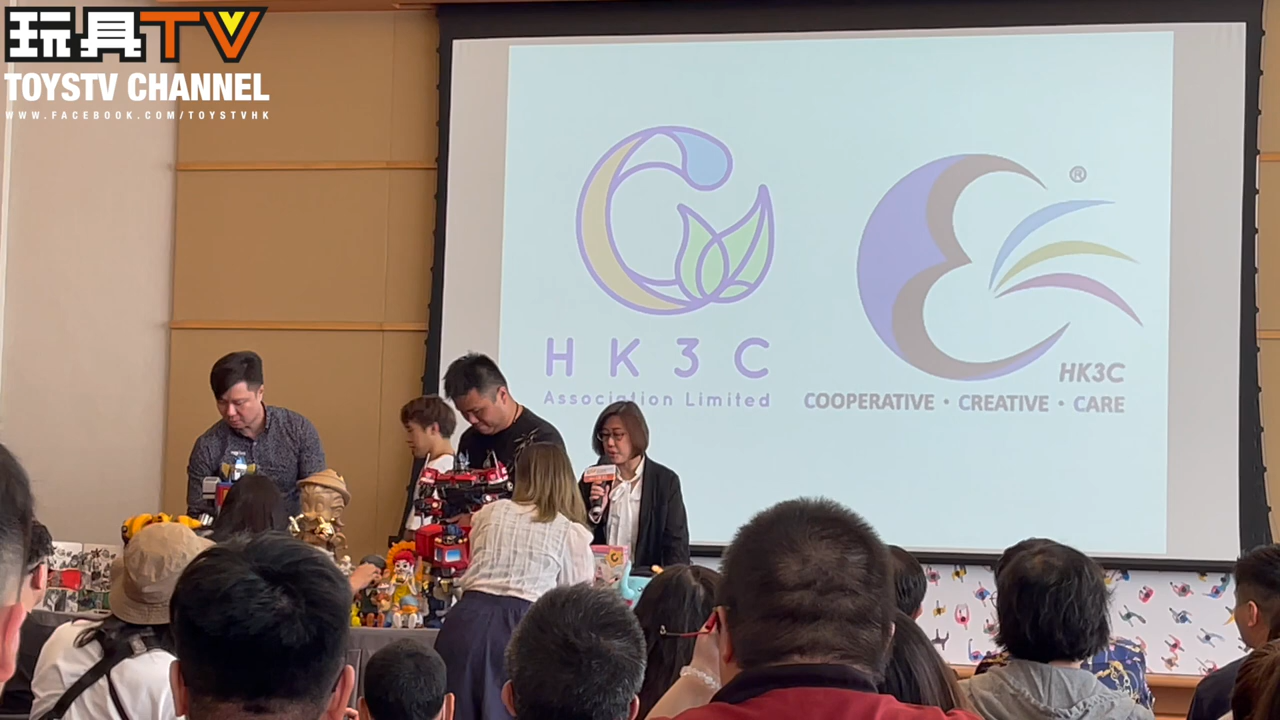 玩具TV
TOYSTV CHANNEL
WWW.FACEBOOK.COM/TOYSTVHK
HK3C
Association Limited
®
HK3C
COOPERATIVE • CREATIVE • CARE